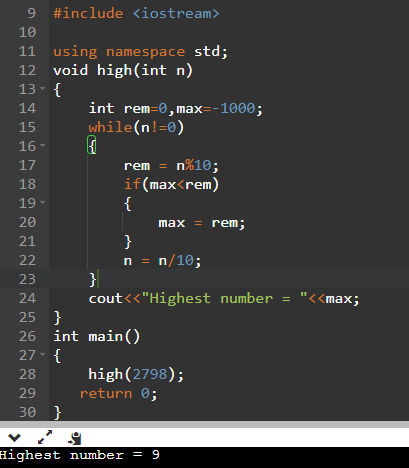 9 #include <iostream>
10
11 using namespace std;
12 void high(int n)
13 {
14     int rem=0,max=-1000;
15     while(n!=0)
16     {
17         rem = n%10;
18         if(max<rem)
19         {
20             max = rem;
21         }
22         n = n/10;
23     }
24     cout<<"Highest number = "<<max;
25 }
26 int main()
27 {
28     high(2798);
29    return 0;
30 }
Highest number = 9